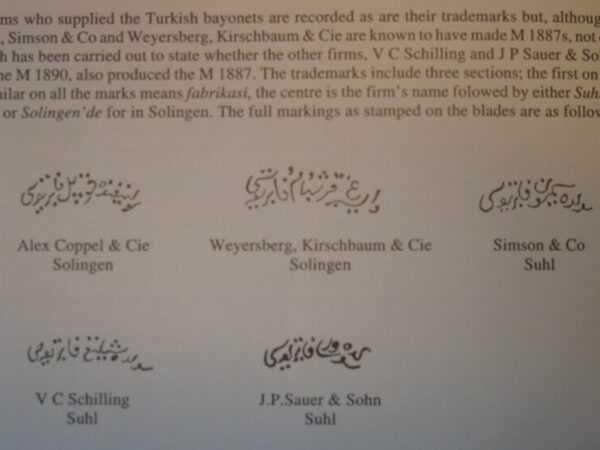 ms who supplied the Turkish bayonets are recorded as are their trademarks but, althoug
, Simson & Co and Weyersberg, Kirschbaum & Cie are known to have made M 1887s, not
h has been carried out to state whether the other firms, V C Schilling and J P Sauer & So
he M 1890, also produced the M 1887. The trademarks include three sections; the first on
ilar on all the marks means fabrikasi, the centre is the firm's name folowed by either Suh
or Solingen'de for in Solingen. The full markings as stamped on the blades are as follow
Alex Coppel & Cie
Solingen
Weyersberg, Kirschbaum & Cie
Solingen
Simson & Co
Suhl
V C Schilling
Suhl
J.P.Sauer & Sohn
Suhl